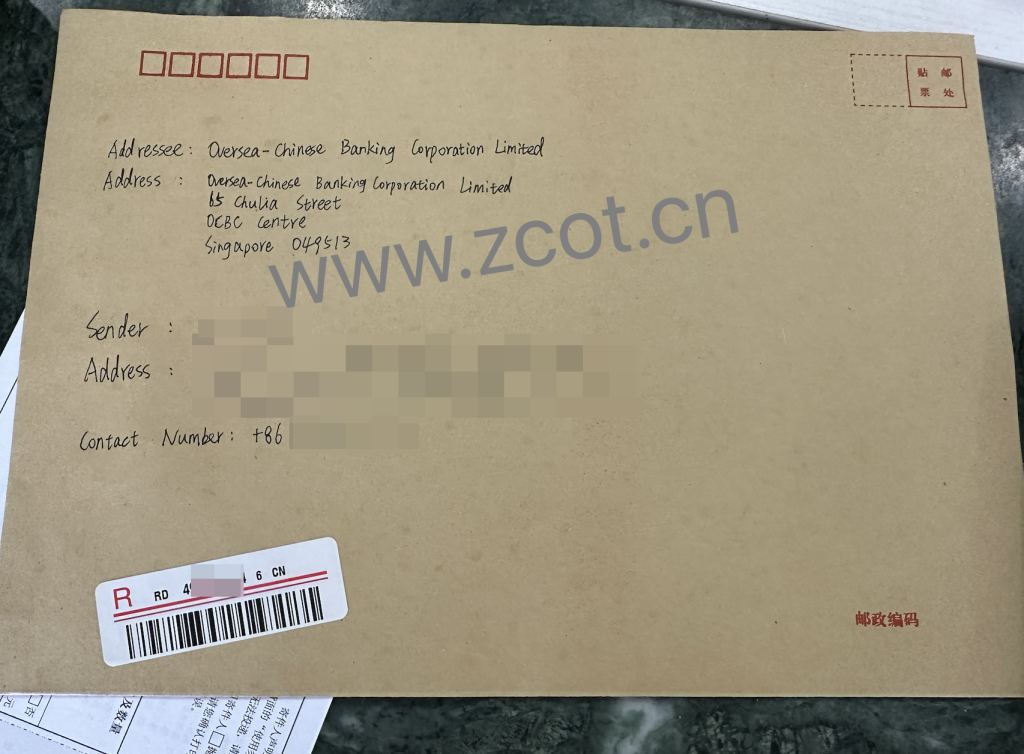 贴 邮
票 处
Addressee: Oversea-Chinese Banking Corporation Limited
Address : Oversea-Chinese Banking Corporation Limited
65 Chulia Street
OCBC Centre
Singapore 049513
www.zcot.cn
Sender :
Address :
Contact Number: +86
R RD 4 6 CN
邮政编码